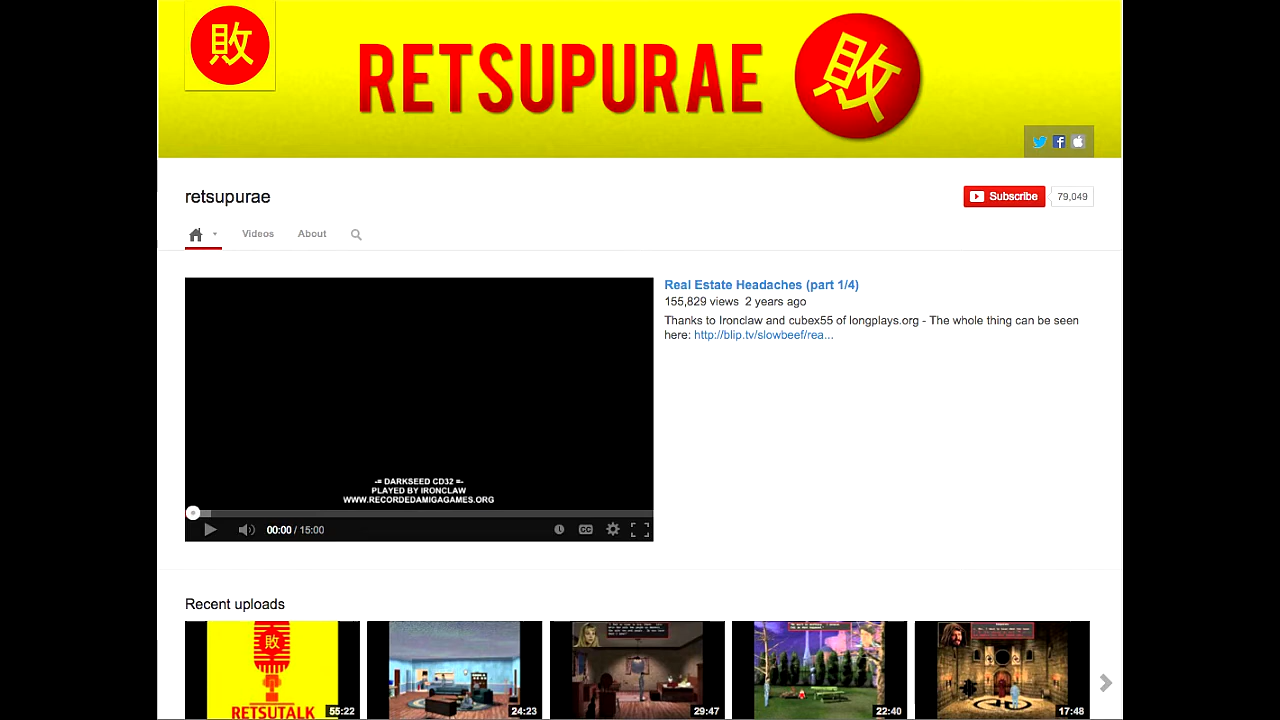 敗
RETSUPURAE
敗
retsupurae
Subscribe
79,049
Videos
About
Real Estate Headaches (part 1/4)
155,829 views 2 years ago
Thanks to Ironclaw and cubex55 of longplays.org - The whole thing can be seen
here: http://blip.tv/slowbeef/rea...
-= DARKSEED CD32 =-
PLAYED BY IRONCLAW
WWW.RECORDEDAMIGAGAMES.ORG
00:00 / 15:00
CC
Recent uploads
敗
RETSUTALK
55:22
24:23
29:47
22:40
17:48